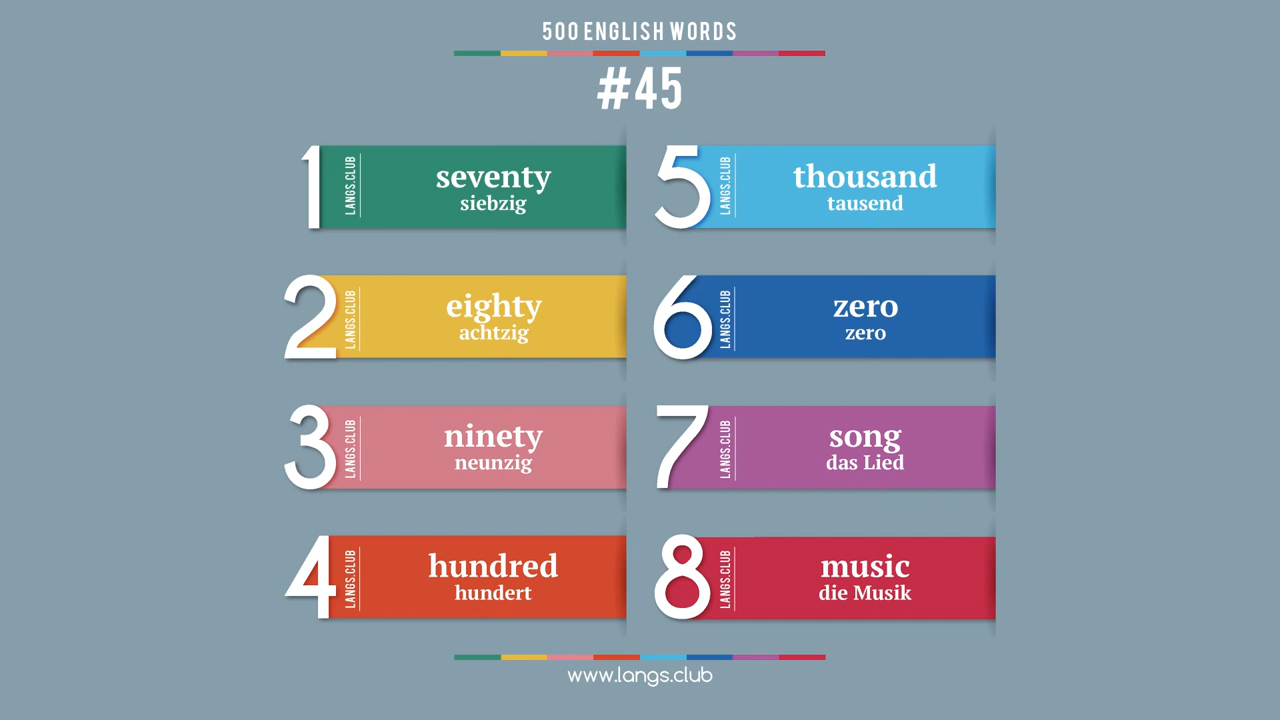 500 ENGLISH WORDS
#45
1
LANGS.CLUB
seventy
siebzig
2
LANGS.CLUB
eighty
achtzig
3
LANGS.CLUB
ninety
neunzig
4
LANGS.CLUB
hundred
hundert
5
LANGS.CLUB
thousand
tausend
6
LANGS.CLUB
zero
zero
7
LANGS.CLUB
song
das Lied
8
LANGS.CLUB
music
die Musik
www.langs.club